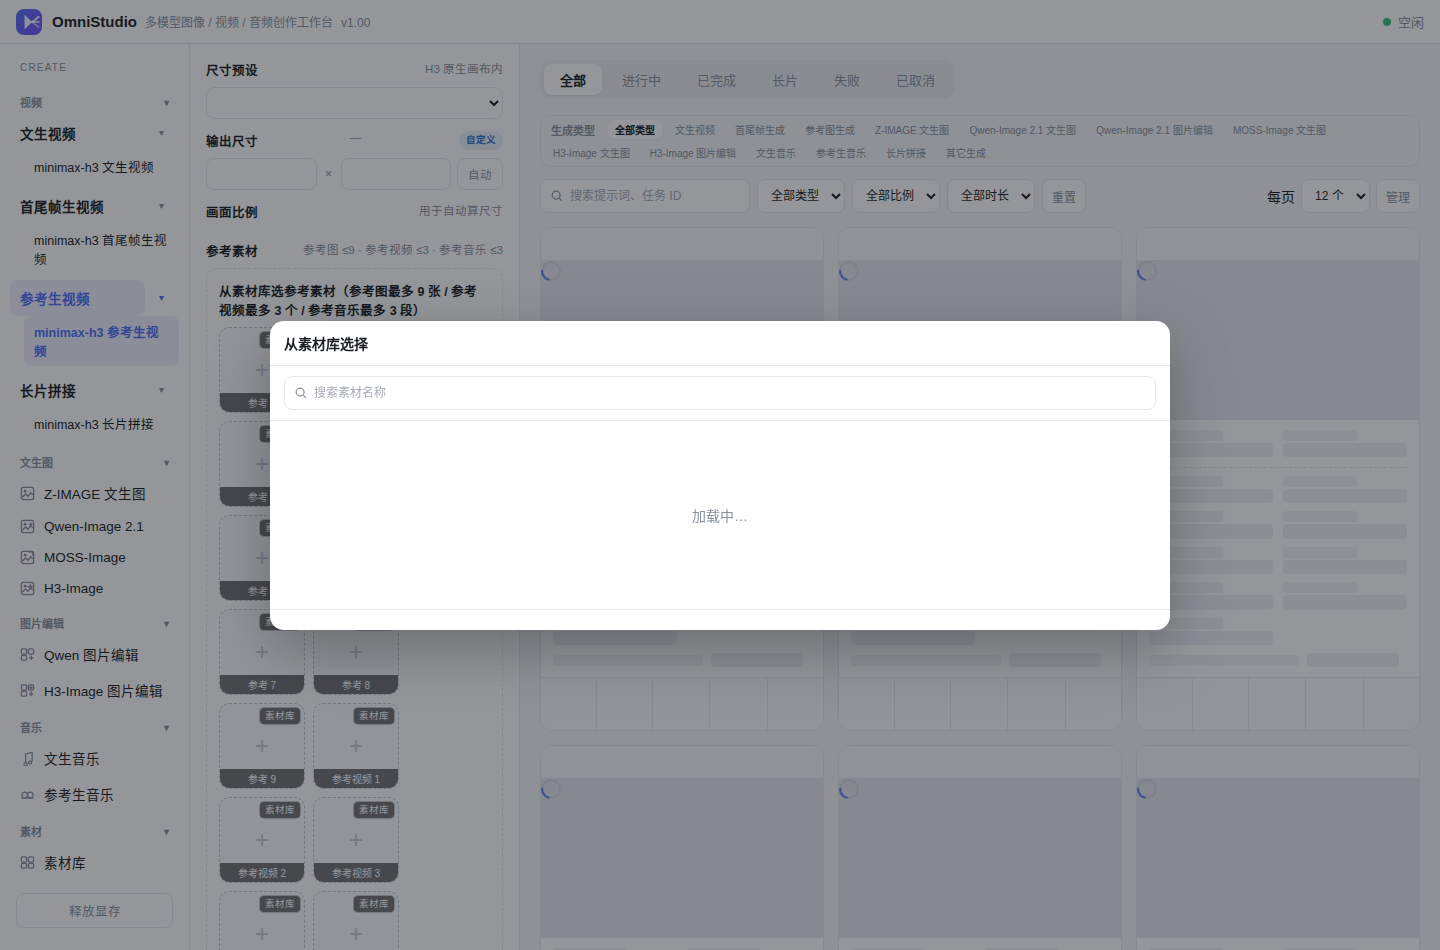 OmniStudio 多模型图像 / 视频 / 音频创作工作台 v1.00
空闲
CREATE
视频
文生视频
minimax-h3 文生视频
首尾帧生视频
minimax-h3 首尾帧生视
频
参考生视频
minimax-h3 参考生视
频
长片拼接
minimax-h3 长片拼接
文生图
Z-IMAGE 文生图
Qwen-Image 2.1
MOSS-Image
H3-Image
图片编辑
Qwen 图片编辑
H3-Image 图片编辑
音乐
文生音乐
参考生音乐
素材
素材库
释放显存
尺寸预设 H3 原生画布内
输出尺寸 — 自定义
× 自动
画面比例 用于自动算尺寸
参考素材 参考图 ≤9 · 参考视频 ≤3 · 参考音乐 ≤3
从素材库选参考素材（参考图最多 9 张 / 参考
视频最多 3 个 / 参考音乐最多 3 段）
参考
参考
参考
参考 7 参考 8
素材库 素材库
参考 9 参考视频 1
素材库 素材库
参考视频 2 参考视频 3
素材库 素材库
全部 进行中 已完成 长片 失败 已取消
生成类型 全部类型 文生视频 首尾帧生成 参考图生成 Z-IMAGE 文生图 Qwen-Image 2.1 文生图 Qwen-Image 2.1 图片编辑 MOSS-Image 文生图
H3-Image 文生图 H3-Image 图片编辑 文生音乐 参考生音乐 长片拼接 其它生成
搜索提示词、任务 ID 全部类型 全部比例 全部时长 重置 每页 12 个 管理
从素材库选择
搜索素材名称
加载中…